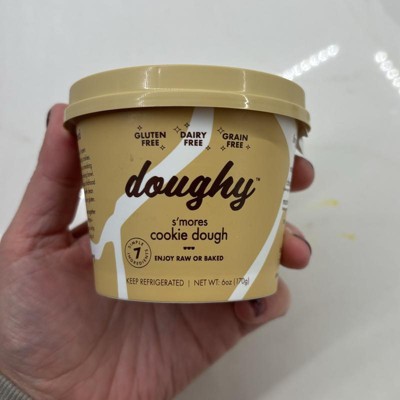 GLUTEN FREE
DAIRY FREE
GRAIN FREE
doughy™
s'mores
cookie dough
SIMPLE 7 INGREDIENTS
ENJOY RAW OR BAKED
KEEP REFRIGERATED | NET WT. 6oz (170g)